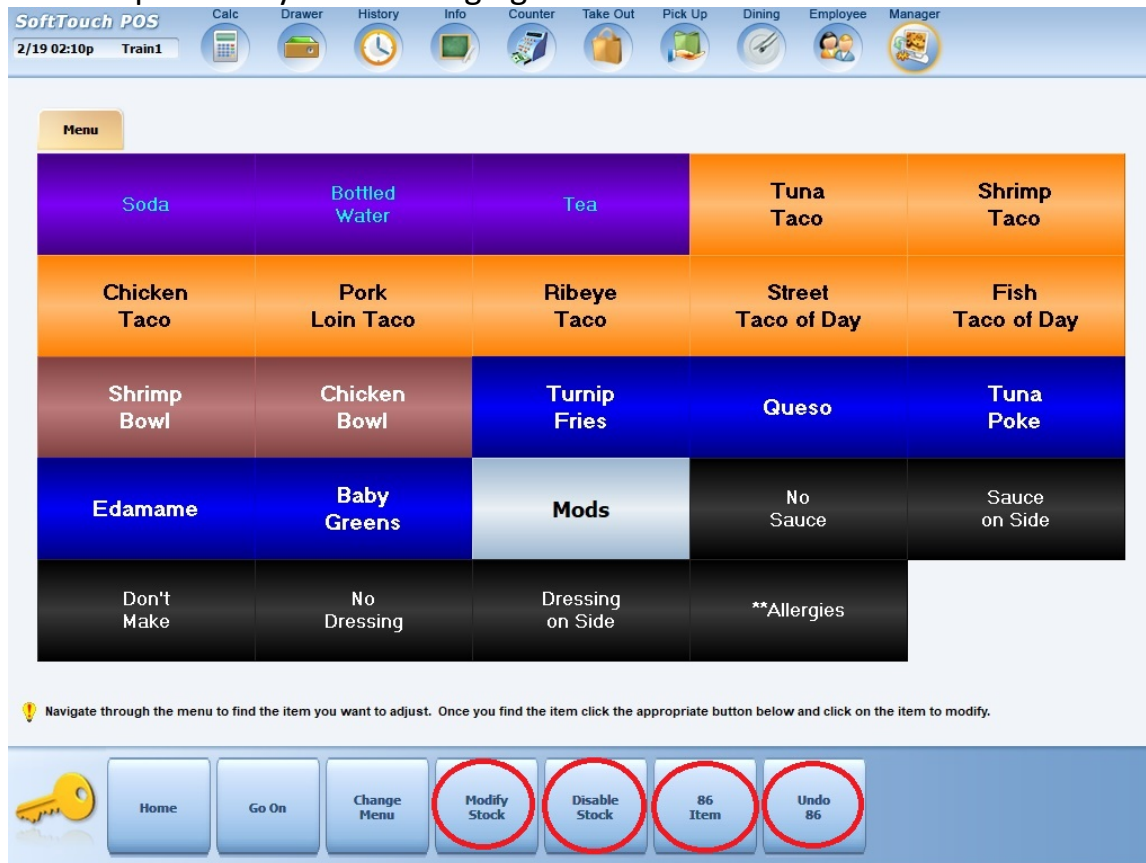 SoftTouch POS
2/19 02:10p Train1
Calc
Drawer
History
Info
Counter
Take Out
Pick Up
Dining
Employee
Manager
Menu
Soda
Bottled
Water
Tea
Tuna
Taco
Shrimp
Taco
Chicken
Taco
Pork
Loin Taco
Ribeye
Taco
Street
Taco of Day
Fish
Taco of Day
Shrimp
Bowl
Chicken
Bowl
Turnip
Fries
Queso
Tuna
Poke
Edamame
Baby
Greens
Mods
No
Sauce
Sauce
on Side
Don't
Make
No
Dressing
Dressing
on Side
**Allergies
Navigate through the menu to find the item you want to adjust. Once you find the item click the appropriate button below and click on the item to modify.
Home
Go On
Change
Menu
Modify
Stock
Disable
Stock
86
Item
Undo
86